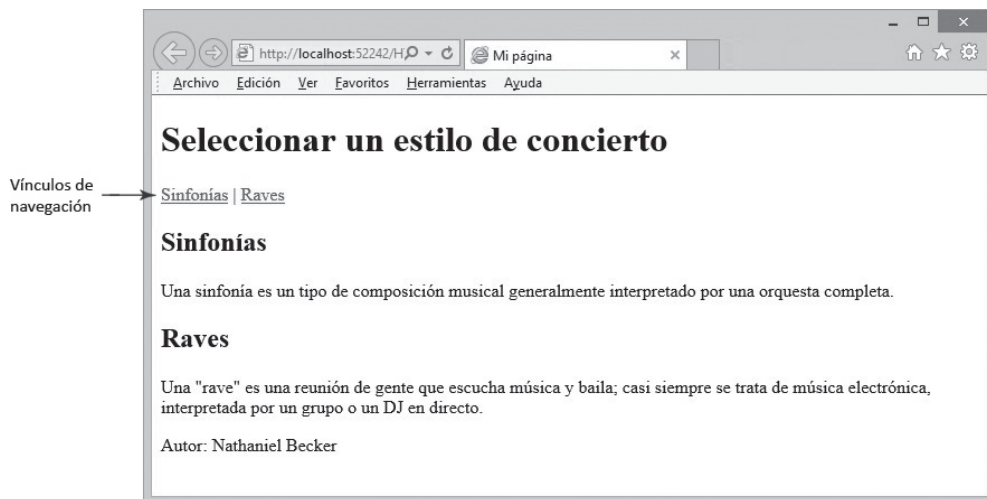 http://localhost:52242/H
Mi página
Archivo Edición Ver Favoritos Herramientas Ayuda
Seleccionar un estilo de concierto
Vínculos de
navegación
Sinfonías | Raves
Sinfonías
Una sinfonía es un tipo de composición musical generalmente interpretado por una orquesta completa.
Raves
Una "rave" es una reunión de gente que escucha música y baila; casi siempre se trata de música electrónica,
interpretada por un grupo o un DJ en directo.
Autor: Nathaniel Becker